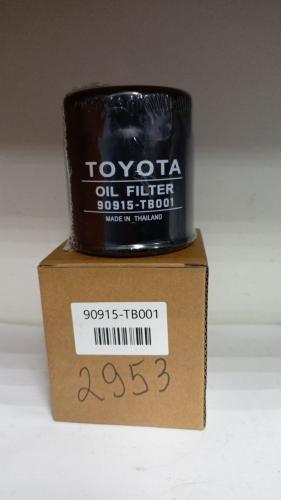 TOYOTA
OIL FILTER
90915-TB001
MADE IN THAILAND
90915-TB001
2953